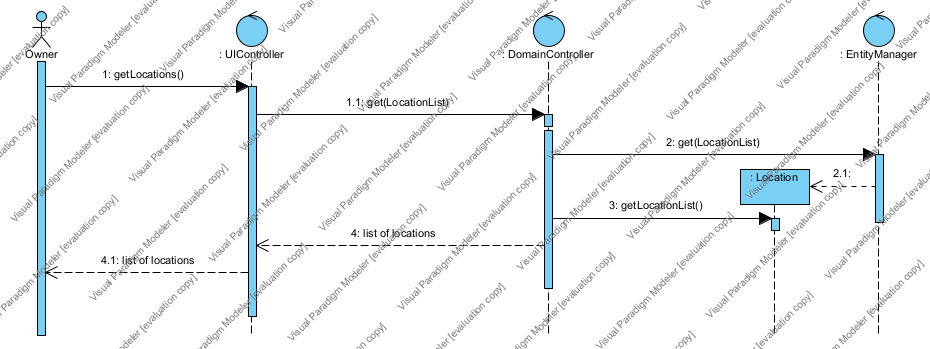 Owner
: UIController
: DomainController
: EntityManager
1: getLocations()
1.1: get(LocationList)
2: get(LocationList)
: Location
2.1:
3: getLocationList()
4: list of locations
4.1: list of locations
Visual Paradigm Modeler [evaluation copy]